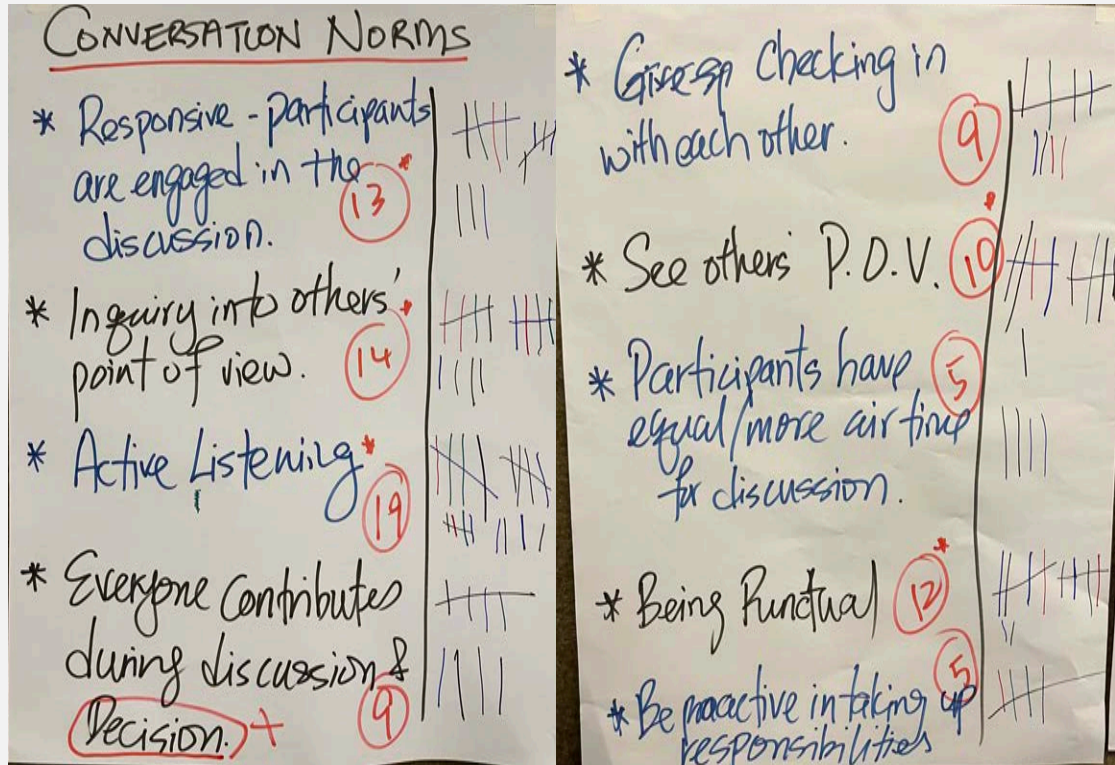 CONVERSATION NORMS
* Responsive - participants
are engaged in the
discussion.
13 *
* Inquiry into others'
point of view.
14 *
* Active Listening *
19
* Everyone Contributes
during discussion &
Decision. +
9
* Checking in
with each other.
9
* See others' P.O.V. 10 *
* Participants have 5
equal/more air time
for discussion.
* Being Punctual 12 *
5
* Be proactive in taking up
responsibilities